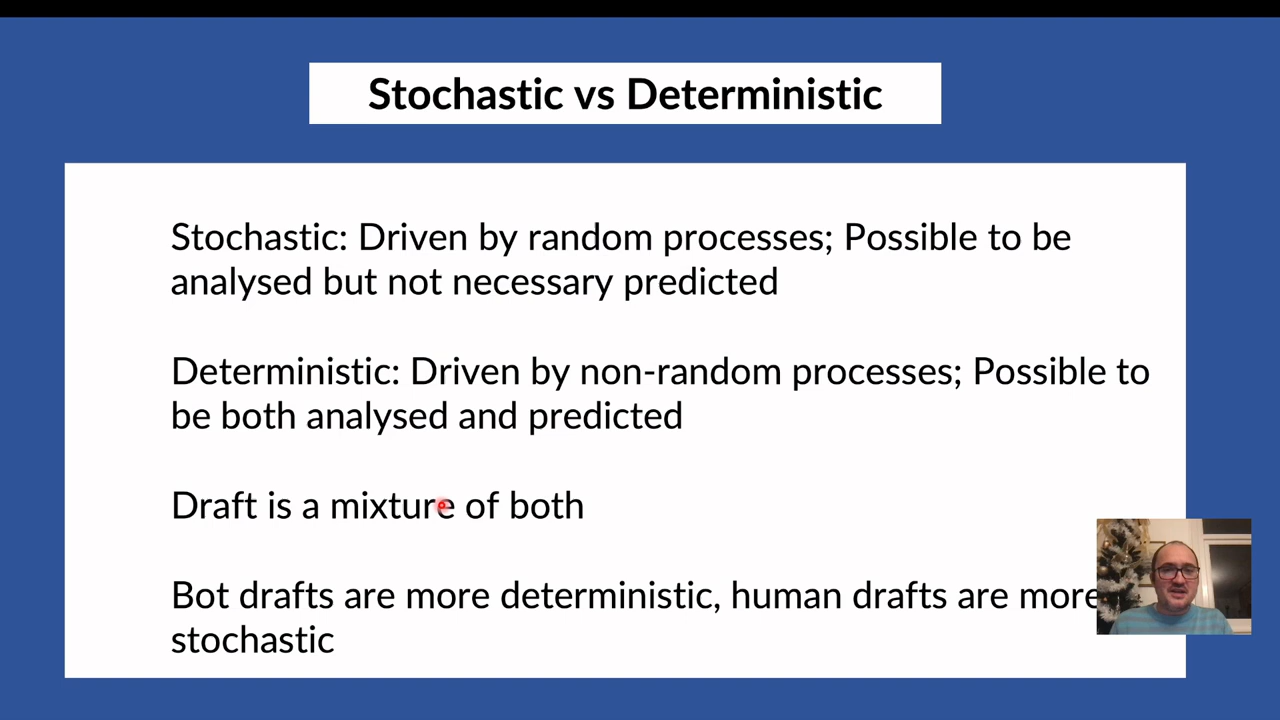 Stochastic vs Deterministic
Stochastic: Driven by random processes; Possible to be
analysed but not necessary predicted
Deterministic: Driven by non-random processes; Possible to
be both analysed and predicted
Draft is a mixture of both
Bot drafts are more deterministic, human drafts are more
stochastic